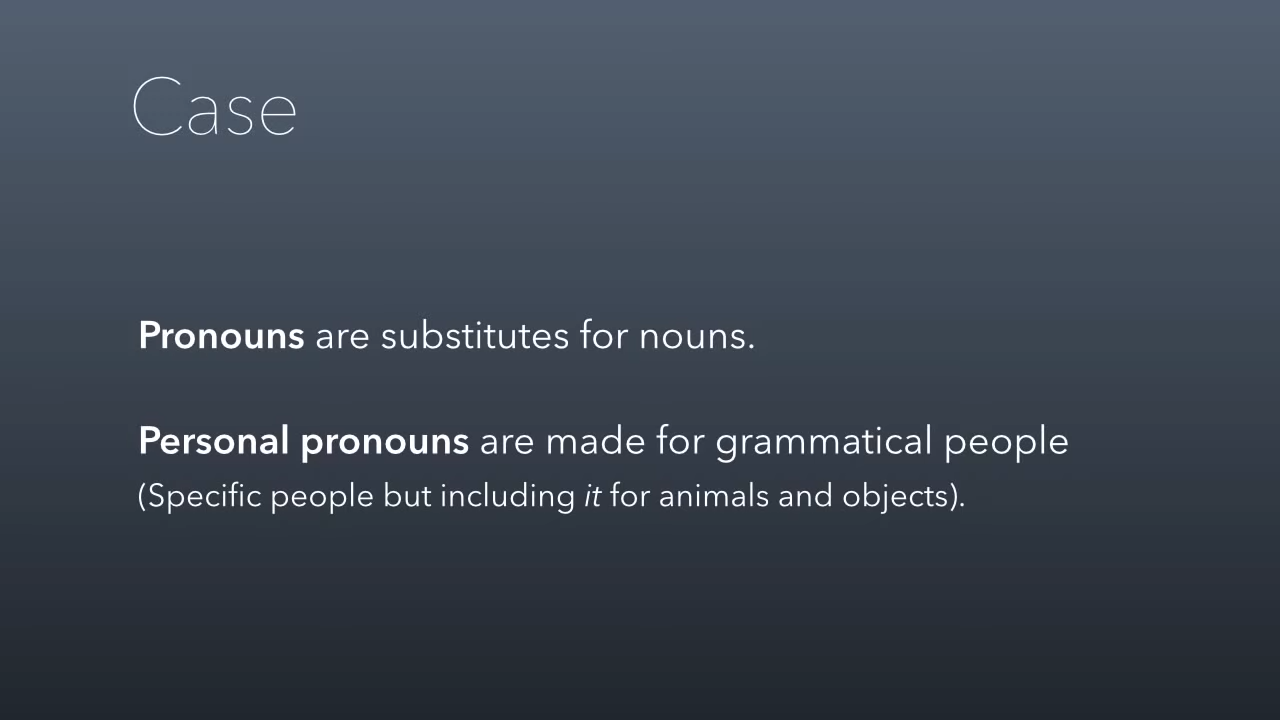 Case
Pronouns are substitutes for nouns.
Personal pronouns are made for grammatical people
(Specific people but including it for animals and objects).